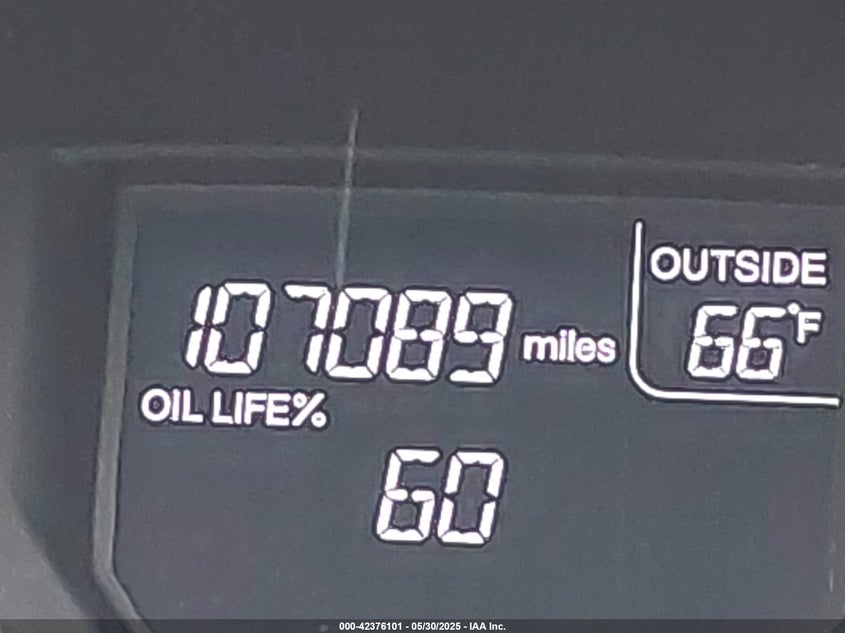 OUTSIDE
107089 miles
66°F
OIL LIFE%
60
000-42376101 - 05/30/2025 - IAA Inc.